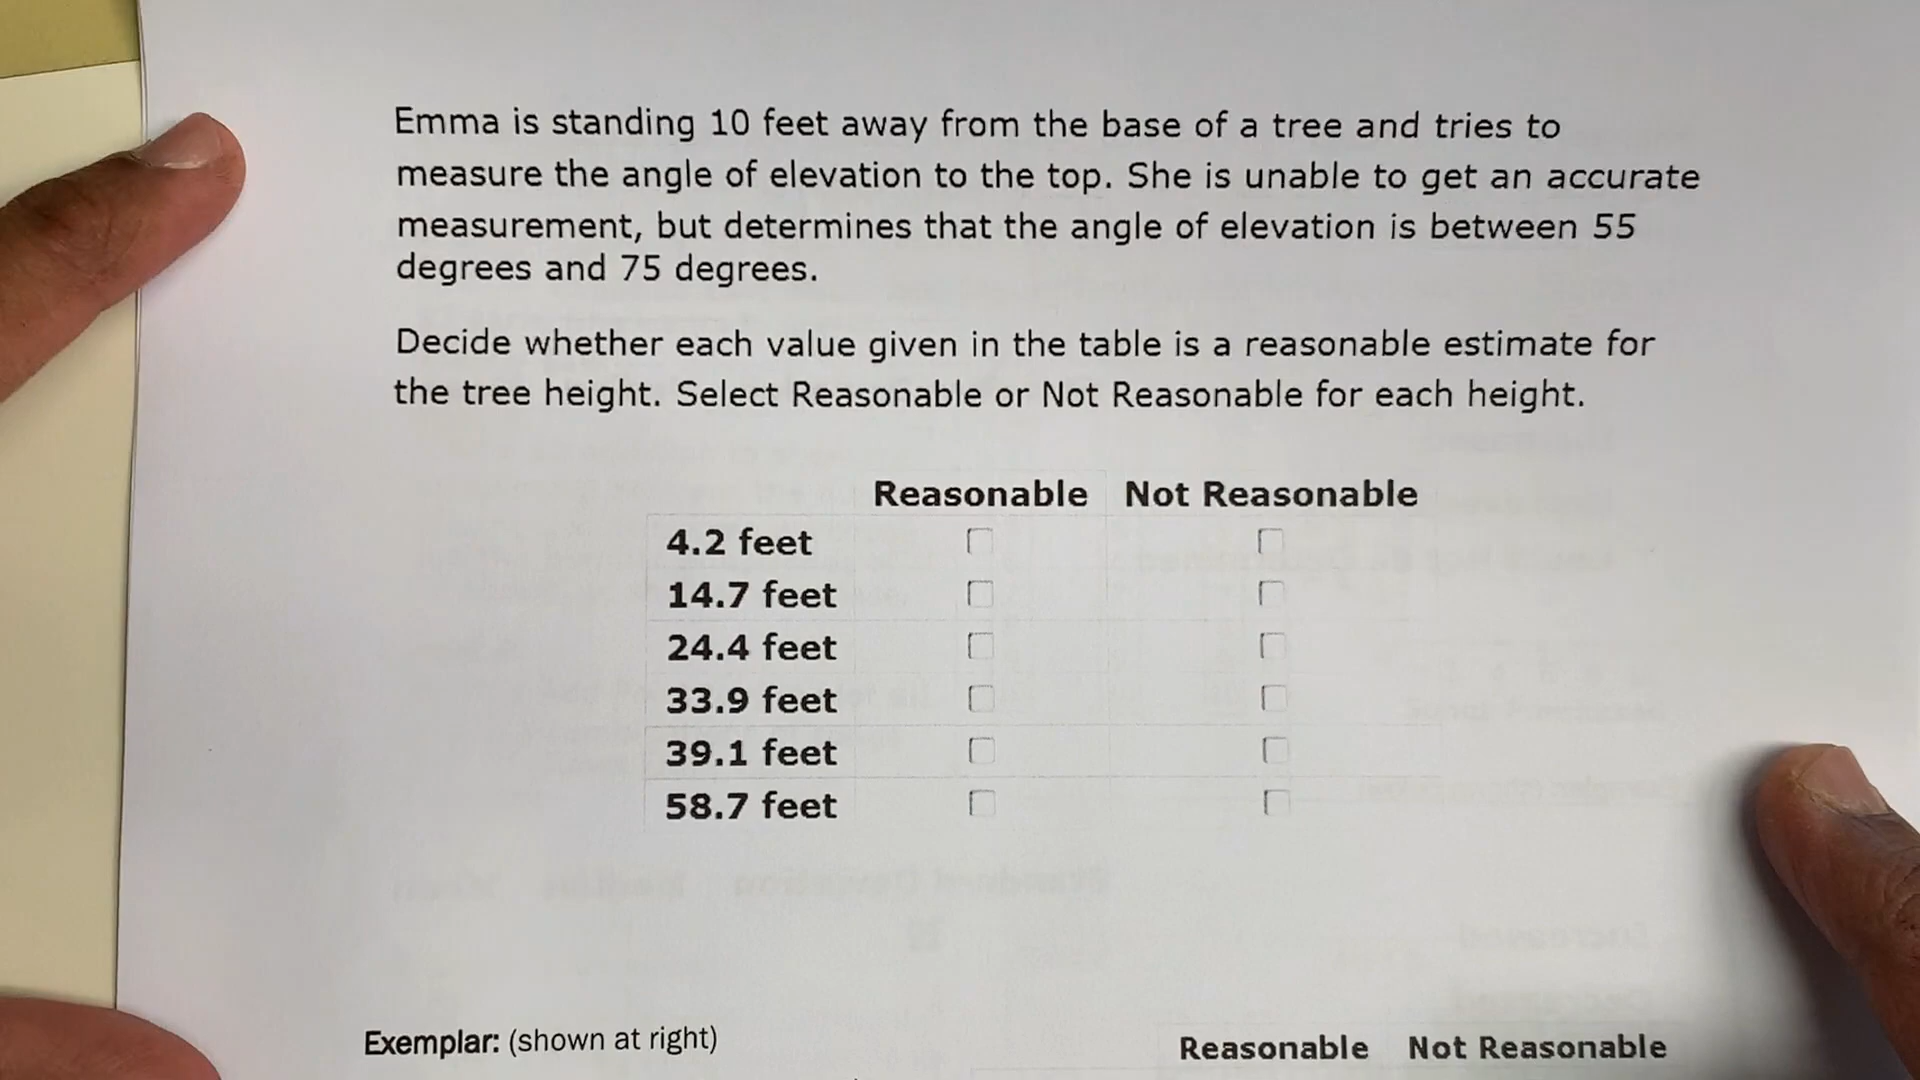 Emma is standing 10 feet away from the base of a tree and tries to
measure the angle of elevation to the top. She is unable to get an accurate
measurement, but determines that the angle of elevation is between 55
degrees and 75 degrees.
Decide whether each value given in the table is a reasonable estimate for
the tree height. Select Reasonable or Not Reasonable for each height.
Reasonable Not Reasonable
4.2 feet
14.7 feet
24.4 feet
33.9 feet
39.1 feet
58.7 feet
Exemplar: (shown at right)
Reasonable Not Reasonable